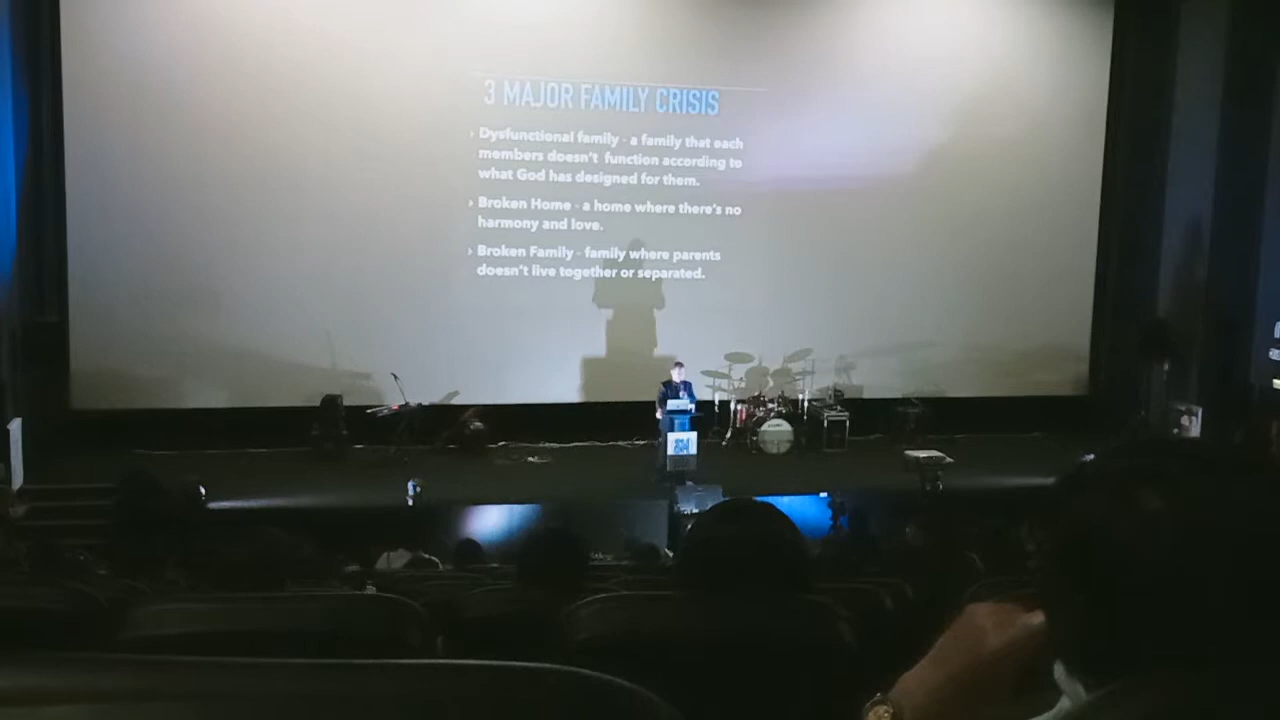 3 MAJOR FAMILY CRISIS
Dysfunctional family - a family that each
members doesn't function according to
what God has designed for them.
Broken Home - a home where there's no
harmony and love.
Broken Family - family where parents
doesn't live together or separated.